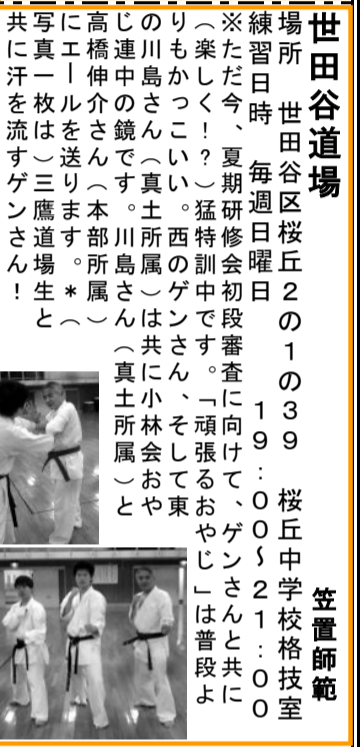 世田谷道場　笠置師範
場所　世田谷区桜丘２の１の３９　桜丘中学校格技室
練習日時　毎週日曜日　１９：００～２１：００
※ただ今、夏期研修会初段審査に向けて、ゲンさんと共に
（楽しく！？）猛特訓中です。「頑張るおやじ」は普段よ
りもかっこいい。西のゲンさん、そして東
の川島さん（真土所属）は共に小林会おや
じ連中の鏡です。川島さん（真土所属）と
高橋伸介さん（本部所属）
にエールを送ります。＊（
写真一枚は）三鷹道場生と
共に汗を流すゲンさん！